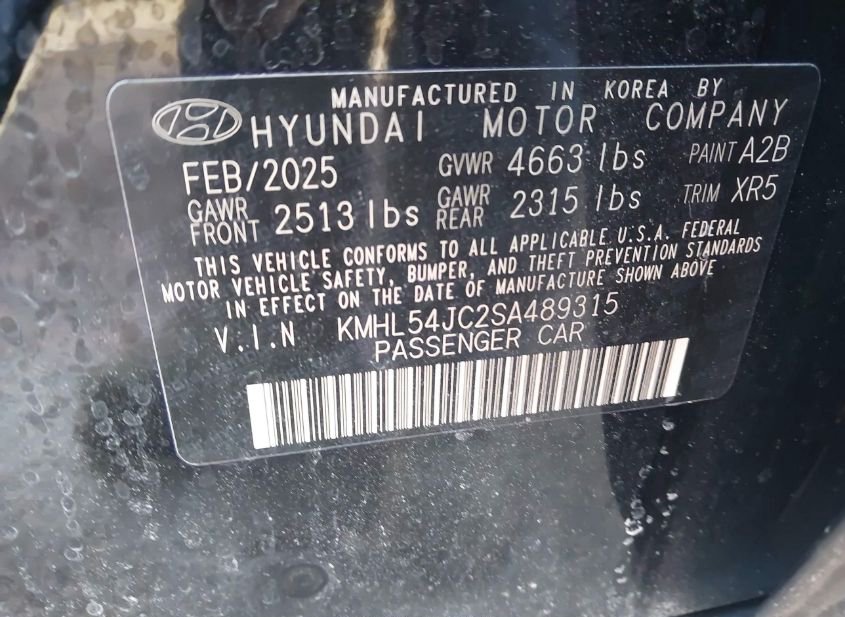 MANUFACTURED IN KOREA BY
HYUNDAI MOTOR COMPANY
FEB/2025 GVWR 4663 lbs PAINT A2B
GAWR FRONT 2513 lbs GAWR REAR 2315 lbs TRIM XR5
THIS VEHICLE CONFORMS TO ALL APPLICABLE U.S.A. FEDERAL
MOTOR VEHICLE SAFETY, BUMPER, AND THEFT PREVENTION STANDARDS
IN EFFECT ON THE DATE OF MANUFACTURE SHOWN ABOVE
V.I.N KMHL54JC2SA489315
PASSENGER CAR